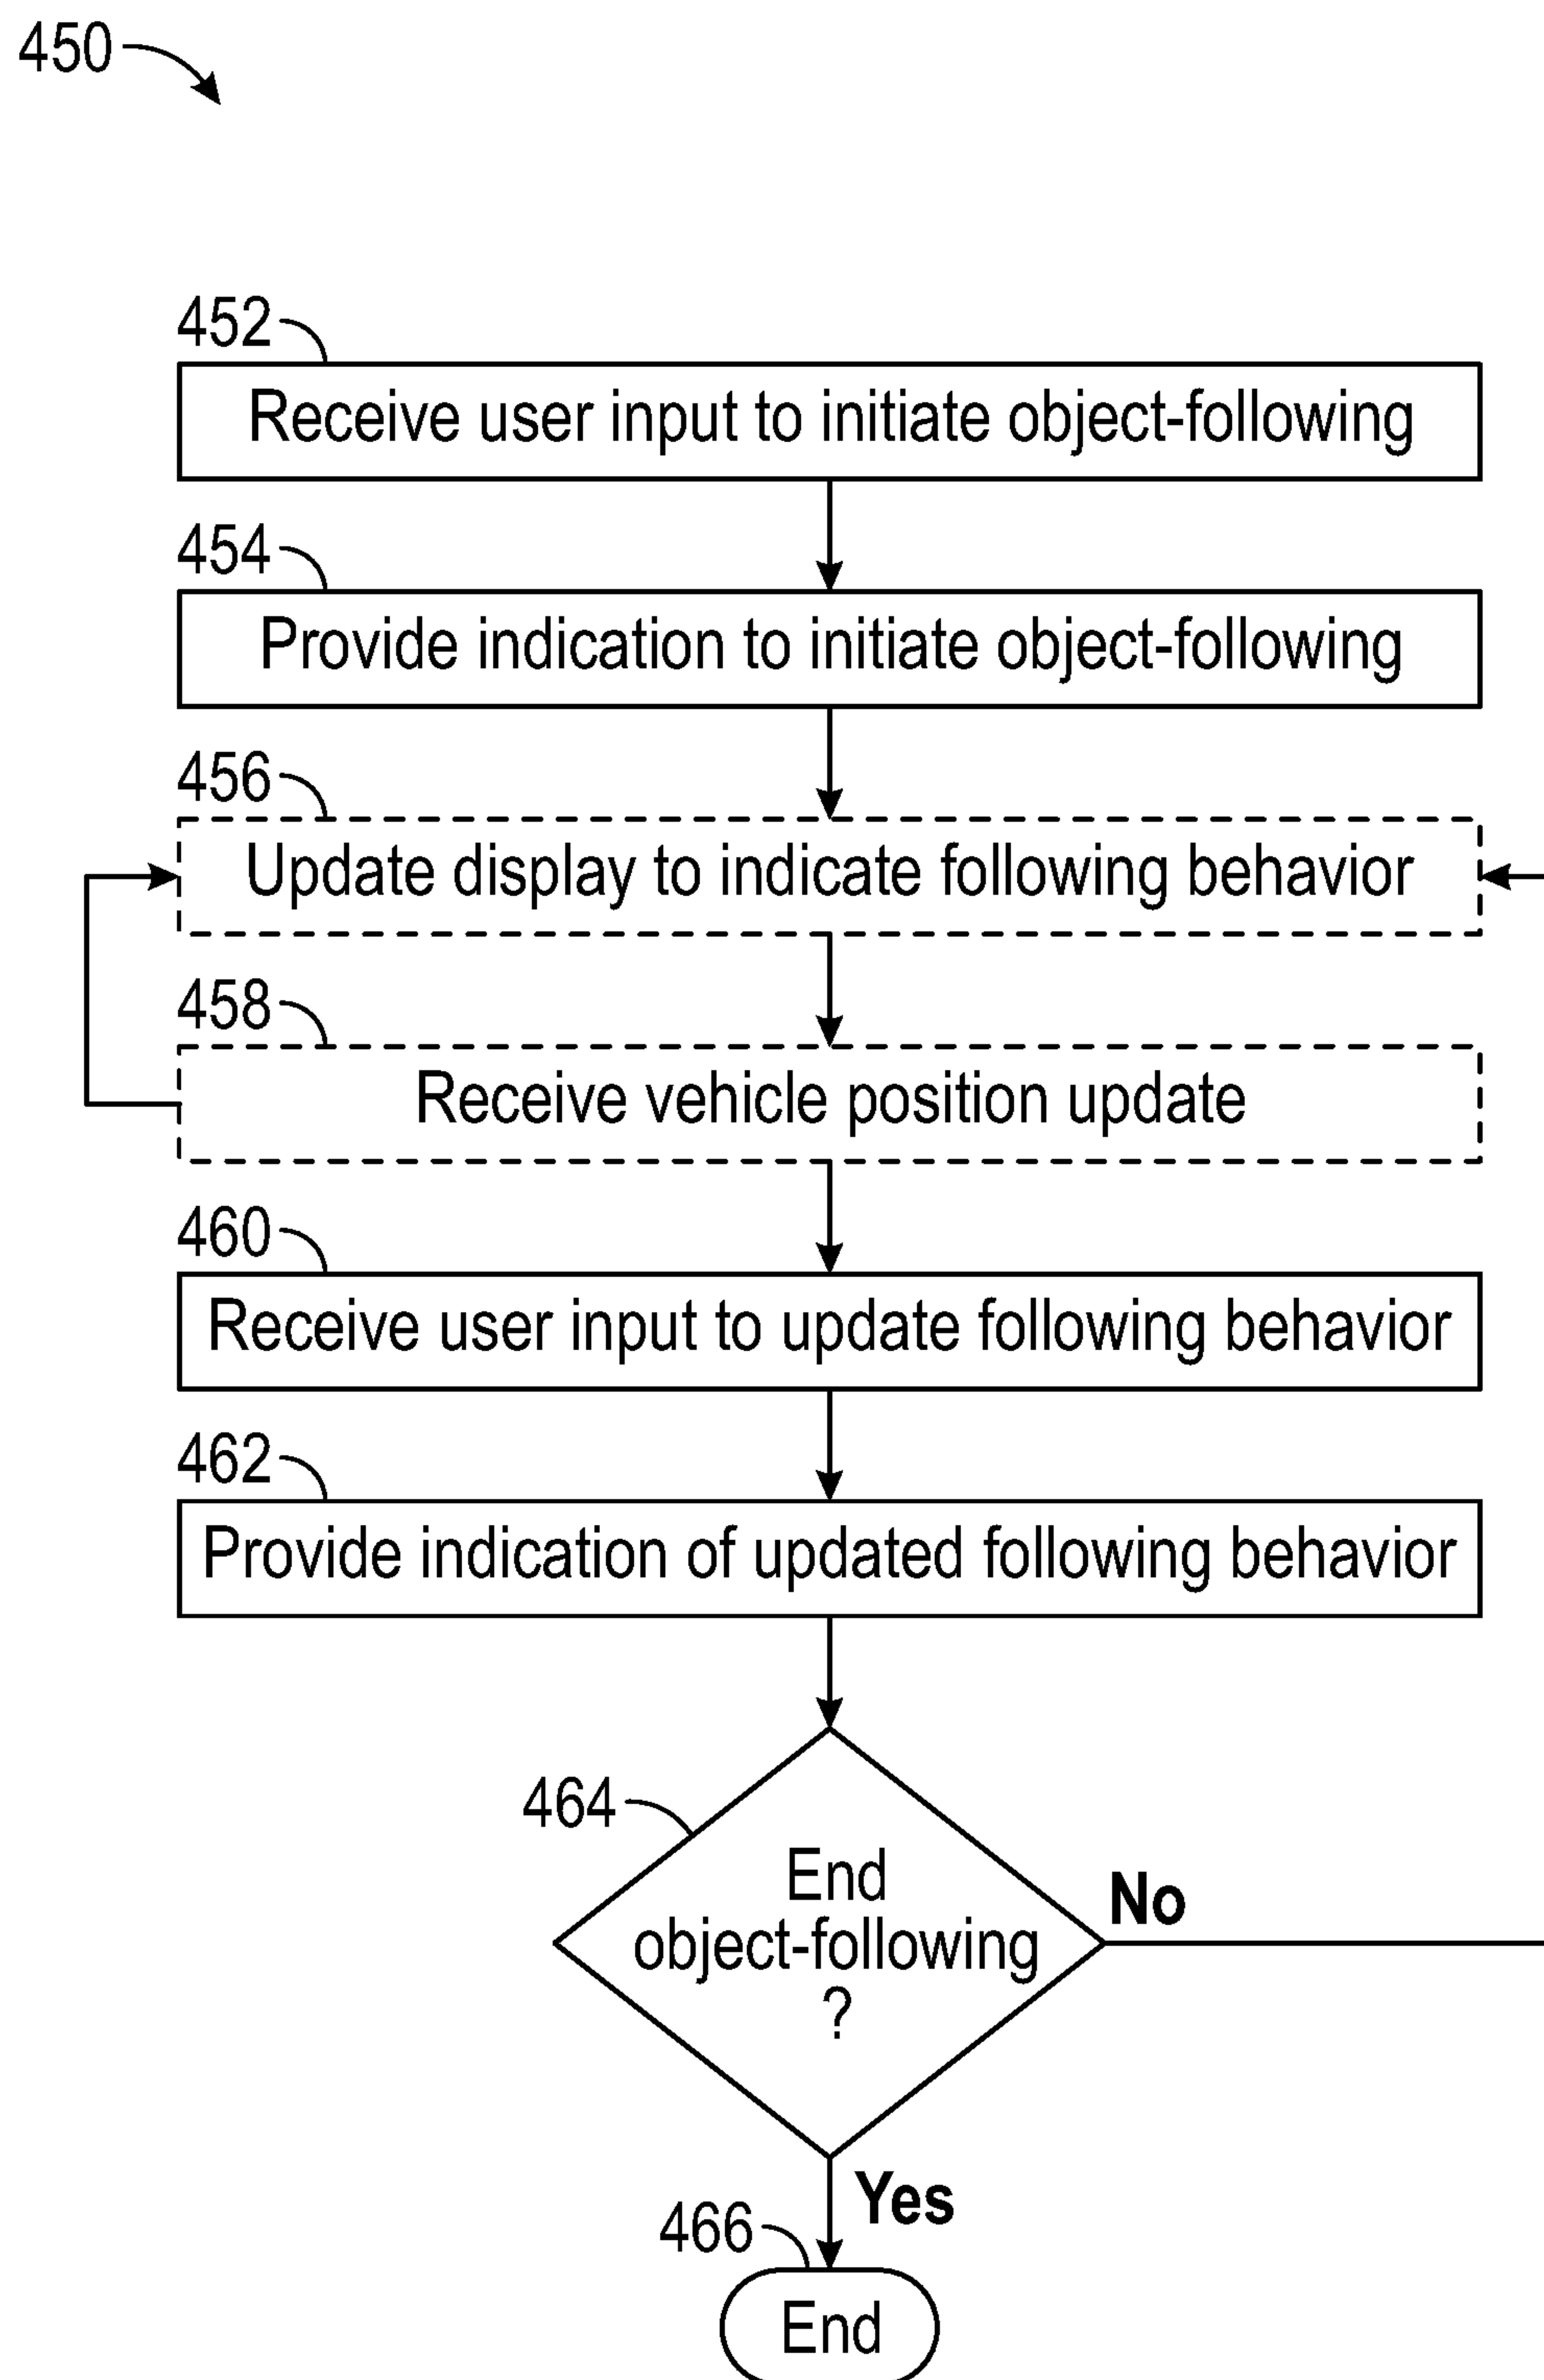 450
452
Receive user input to initiate object-following
454
Provide indication to initiate object-following
456
Update display to indicate following behavior
458
Receive vehicle position update
460
Receive user input to update following behavior
462
Provide indication of updated following behavior
464
End
object-following
?
No
Yes
466
End